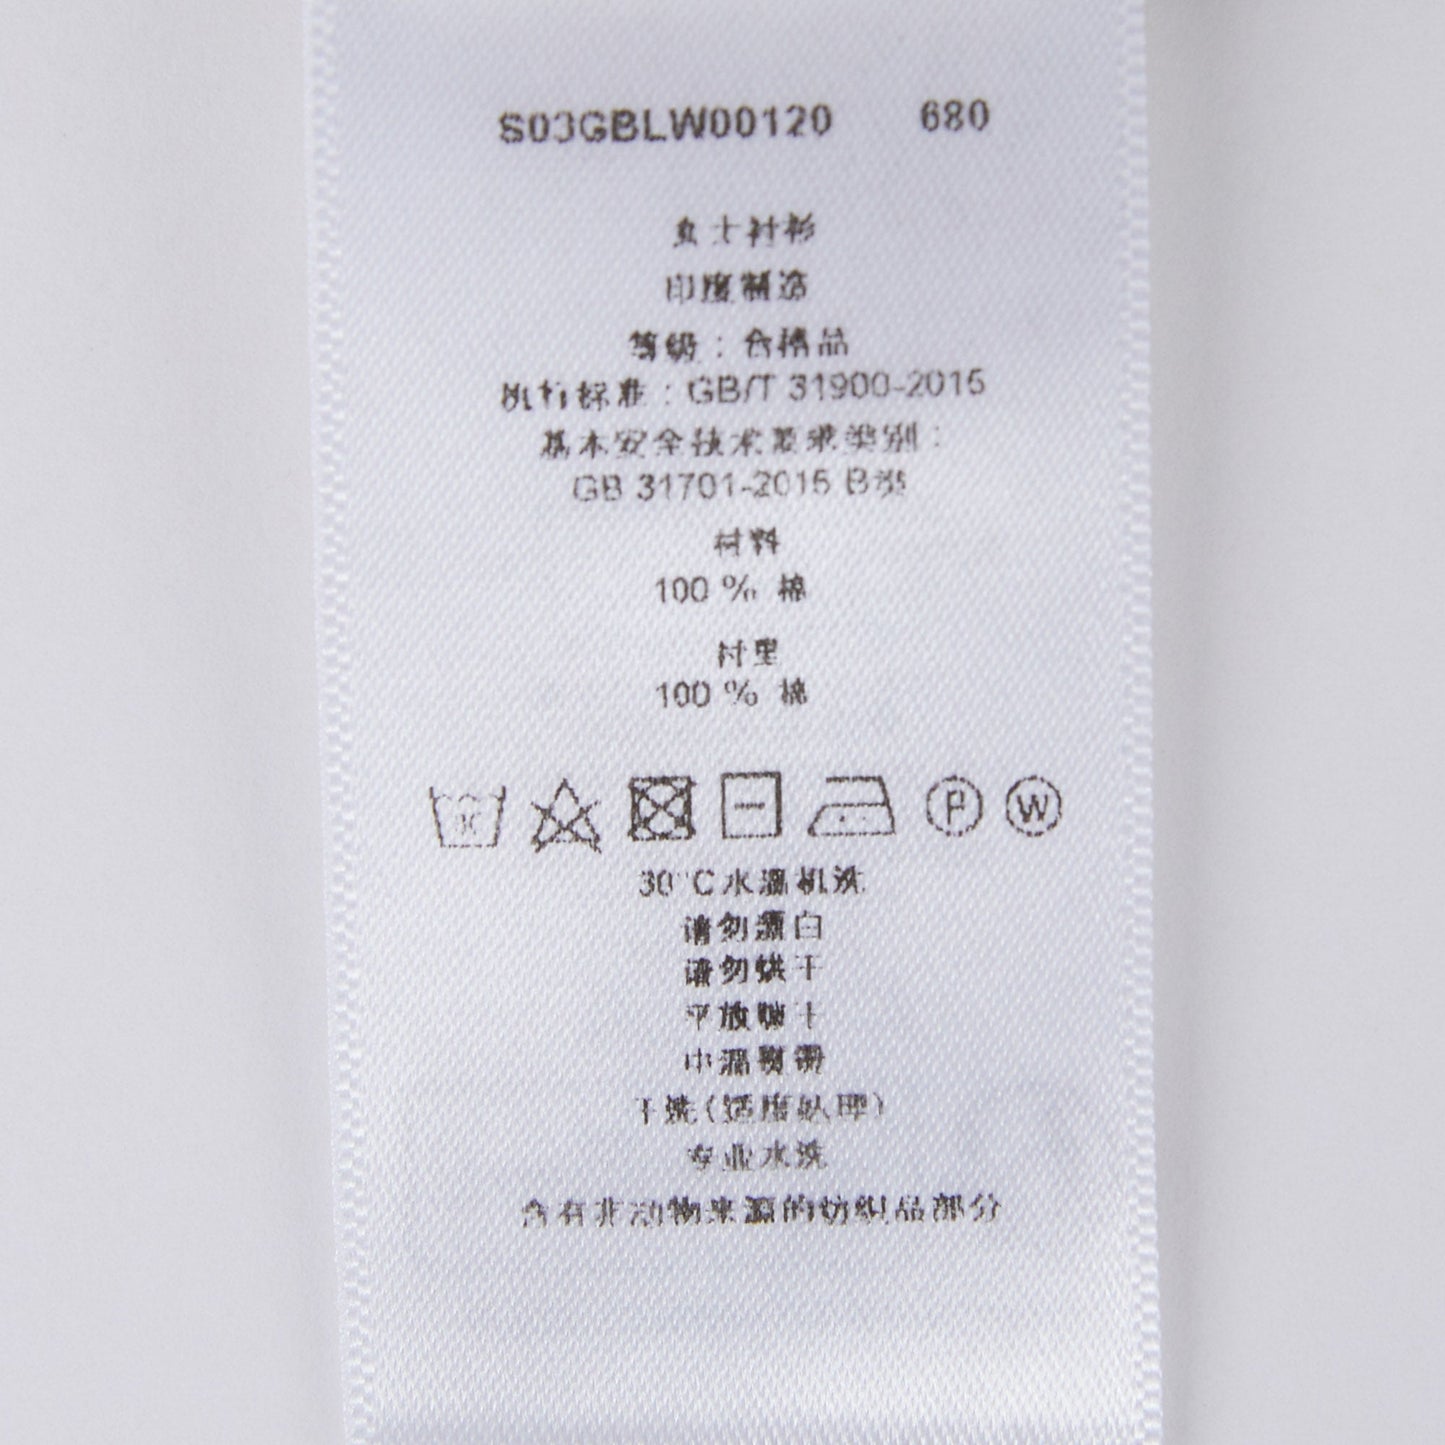 S03GBLW00120 680
女士衬衫
印度制造
等级：合格品
执行标准：GB/T 31900-2015
基本安全技术要求类别：
GB 31701-2015 B类
材料
100 % 棉
衬里
100 % 棉
30 P W
30°C水温机洗
请勿漂白
请勿烘干
平放晾干
中温熨烫
干洗(适度处理)
专业水洗
含有非动物来源的纺织品部分